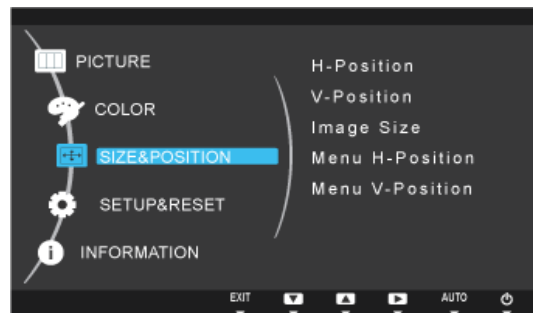 PICTURE
COLOR
SIZE&POSITION
SETUP&RESET
INFORMATION
H-Position
V-Position
Image Size
Menu H-Position
Menu V-Position
EXIT
AUTO